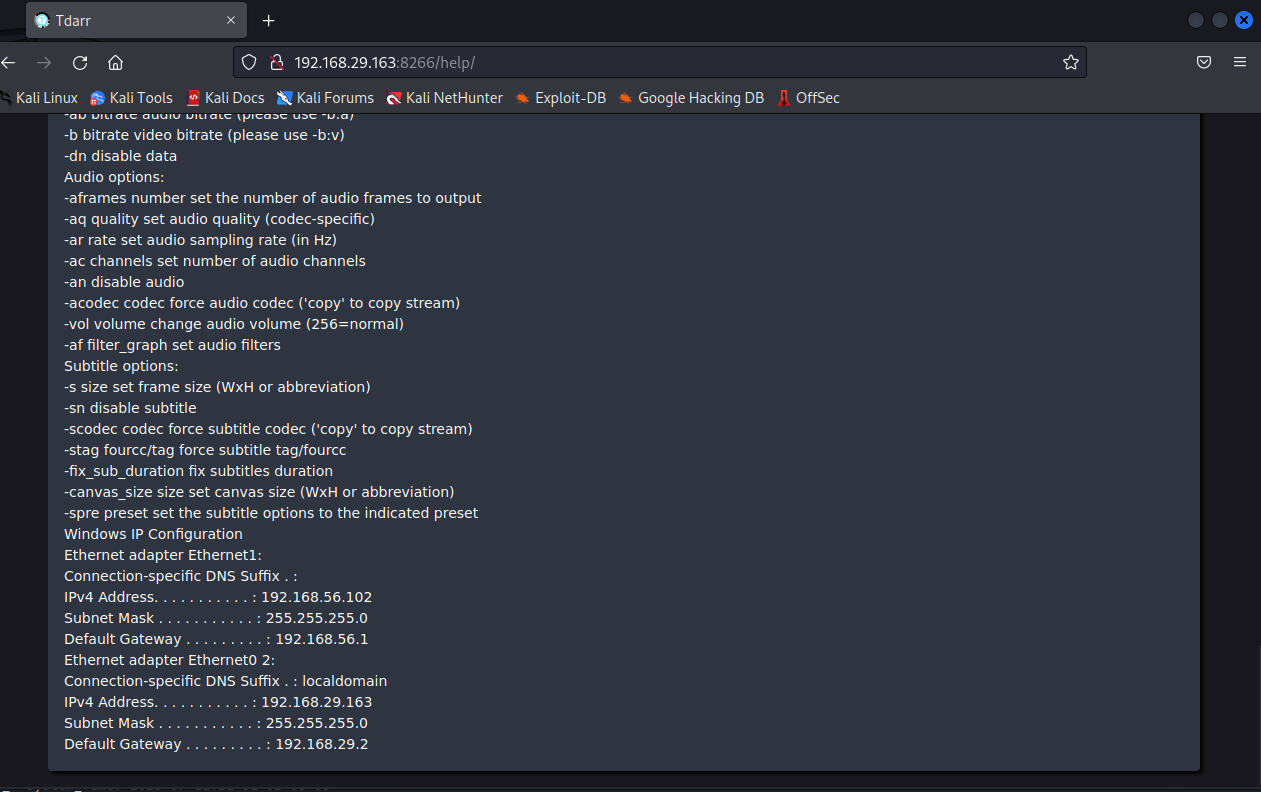 Tdarr
192.168.29.163:8266/help/
Kali Linux Kali Tools Kali Docs Kali Forums Kali NetHunter Exploit-DB Google Hacking DB OffSec
-ab bitrate audio bitrate (please use -b:a)
-b bitrate video bitrate (please use -b:v)
-dn disable data
Audio options:
-aframes number set the number of audio frames to output
-aq quality set audio quality (codec-specific)
-ar rate set audio sampling rate (in Hz)
-ac channels set number of audio channels
-an disable audio
-acodec codec force audio codec ('copy' to copy stream)
-vol volume change audio volume (256=normal)
-af filter_graph set audio filters
Subtitle options:
-s size set frame size (WxH or abbreviation)
-sn disable subtitle
-scodec codec force subtitle codec ('copy' to copy stream)
-stag fourcc/tag force subtitle tag/fourcc
-fix_sub_duration fix subtitles duration
-canvas_size size set canvas size (WxH or abbreviation)
-spre preset set the subtitle options to the indicated preset
Windows IP Configuration
Ethernet adapter Ethernet1:
Connection-specific DNS Suffix . :
IPv4 Address. . . . . . . . . . . : 192.168.56.102
Subnet Mask . . . . . . . . . . . : 255.255.255.0
Default Gateway . . . . . . . . . : 192.168.56.1
Ethernet adapter Ethernet0 2:
Connection-specific DNS Suffix . : localdomain
IPv4 Address. . . . . . . . . . . : 192.168.29.163
Subnet Mask . . . . . . . . . . . : 255.255.255.0
Default Gateway . . . . . . . . . : 192.168.29.2